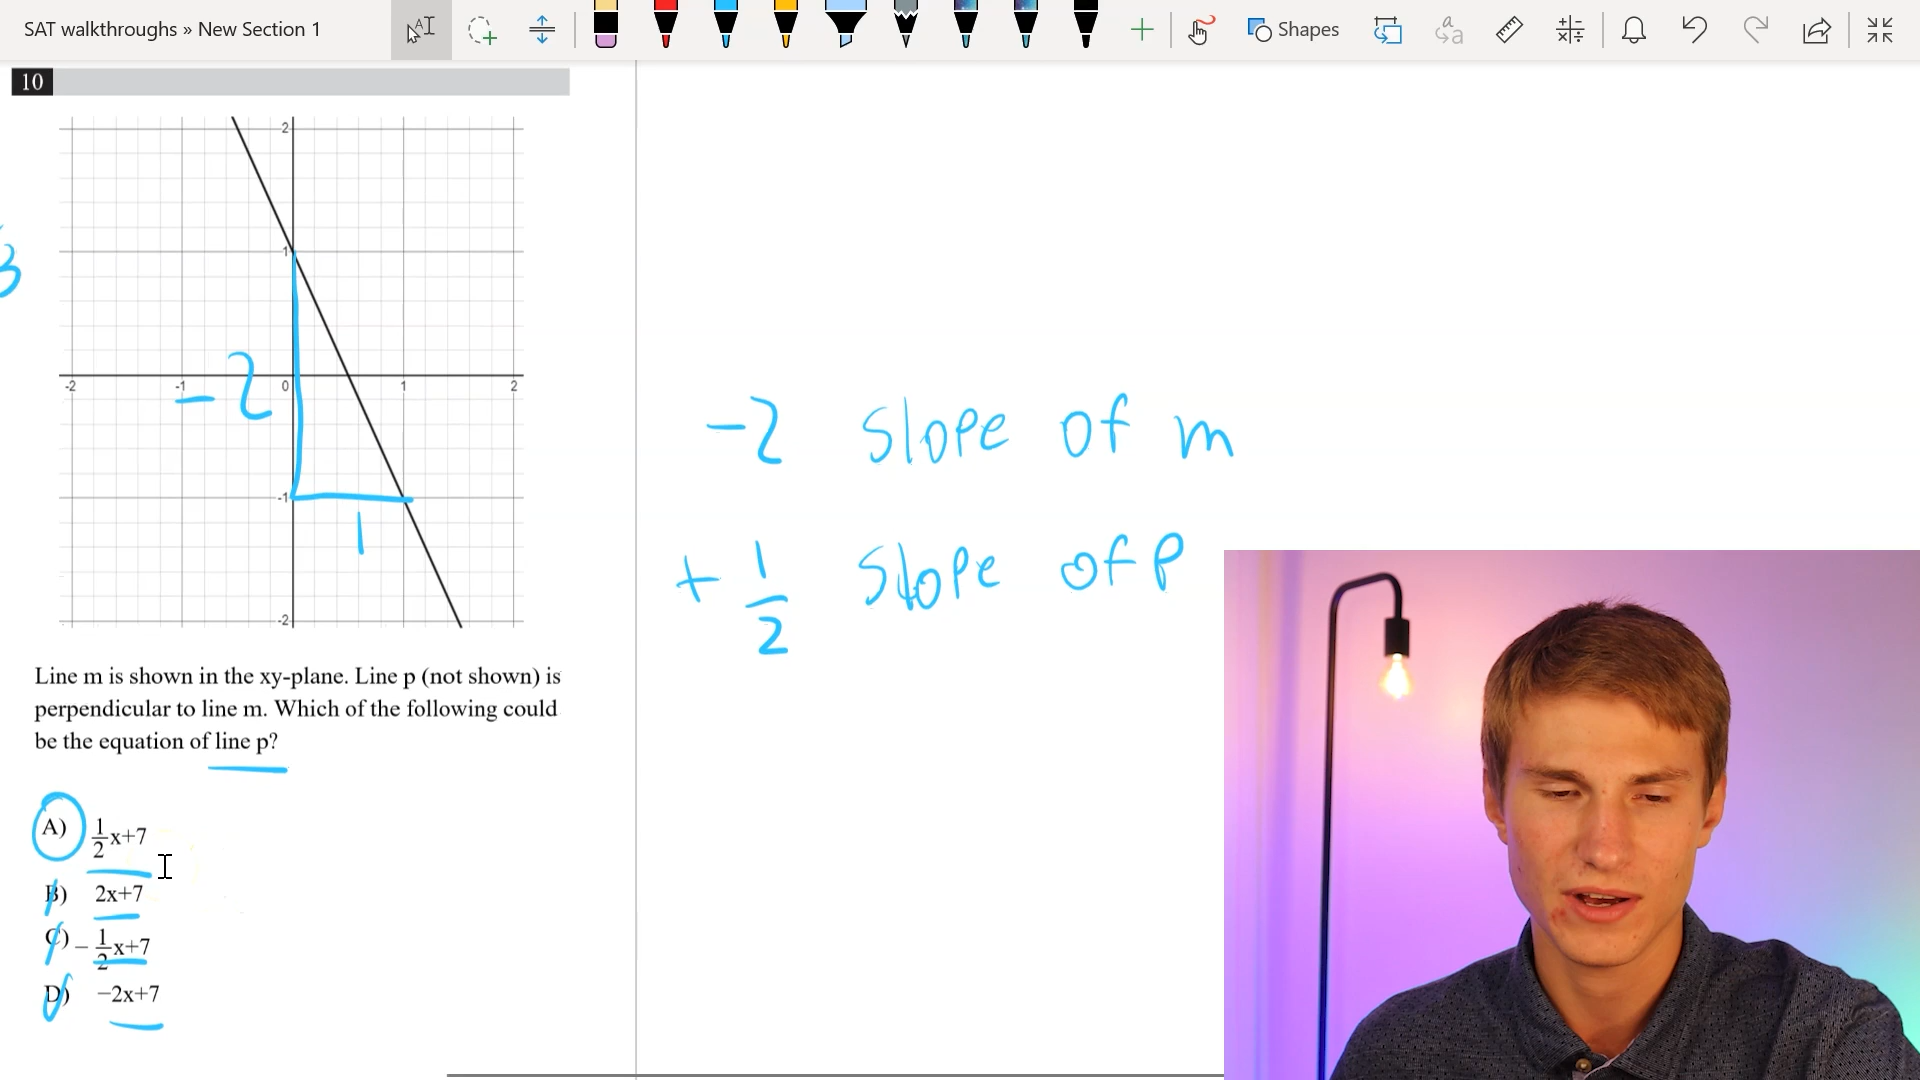 SAT walkthroughs » New Section 1
Shapes
10
2
1
-2
-1
0
1
2
-1
-2
3
-2
1
Line m is shown in the xy-plane. Line p (not shown) is
perpendicular to line m. Which of the following could
be the equation of line p?
A) 1/2x+7
B) 2x+7
C) −1/2x+7
D) −2x+7
-2 slope of m
+ 1/2 slope of p